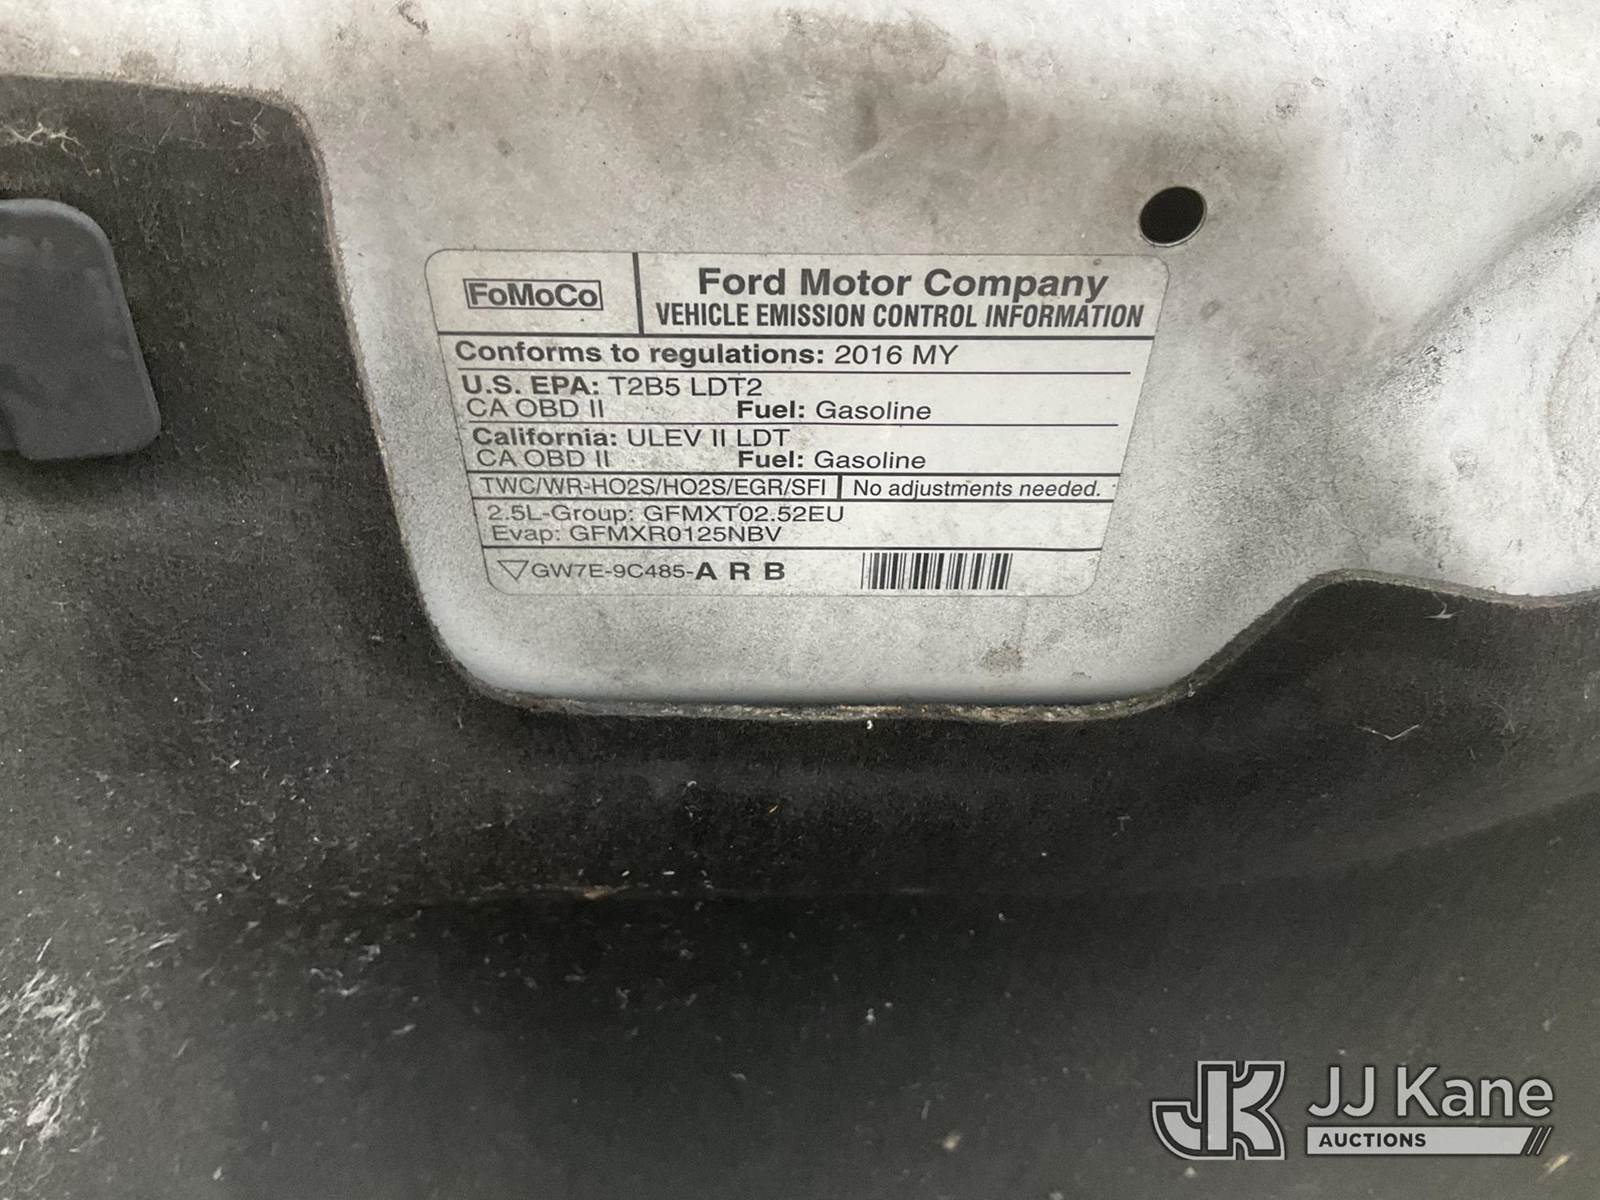 FoMoCo
Ford Motor Company
VEHICLE EMISSION CONTROL INFORMATION
Conforms to regulations: 2016 MY
U.S. EPA: T2B5 LDT2
CA OBD II Fuel: Gasoline
California: ULEV II LDT
CA OBD II Fuel: Gasoline
TWC/WR-HO2S/HO2S/EGR/SFI No adjustments needed.
2.5L-Group: GFMXT02.52EU
Evap: GFMXR0125NBV
GW7E-9C485-A R B
JK JJ Kane
AUCTIONS